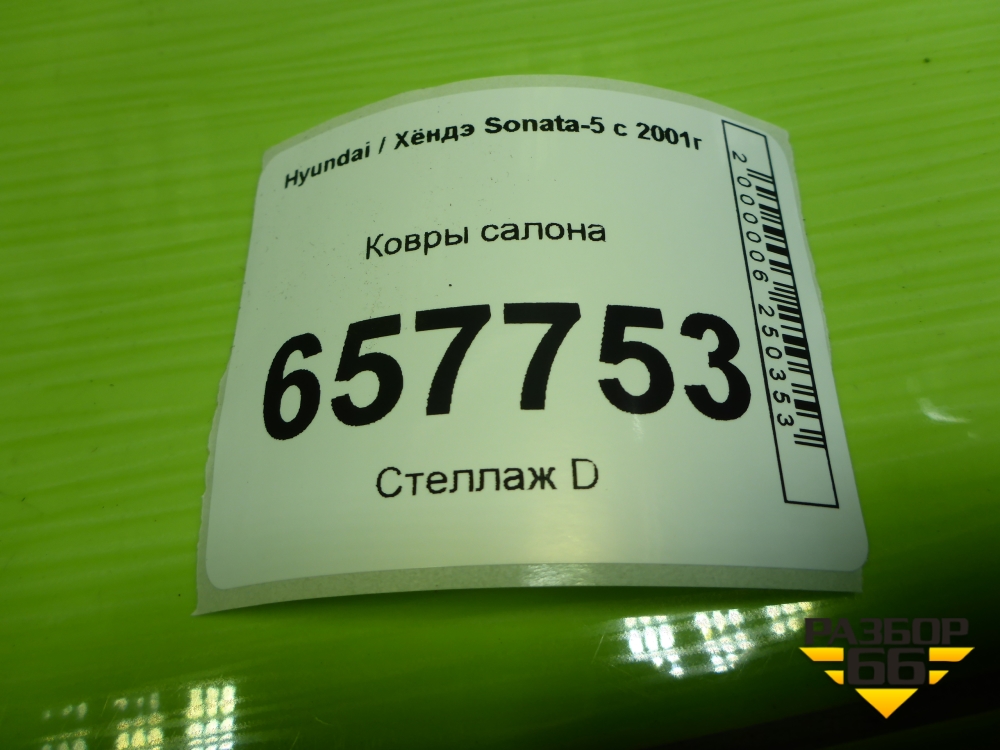 Hyundai / Хёндэ Sonata-5 с 2001г
Ковры салона
657753
Стеллаж D
2000006250353
РАЗБОР
66